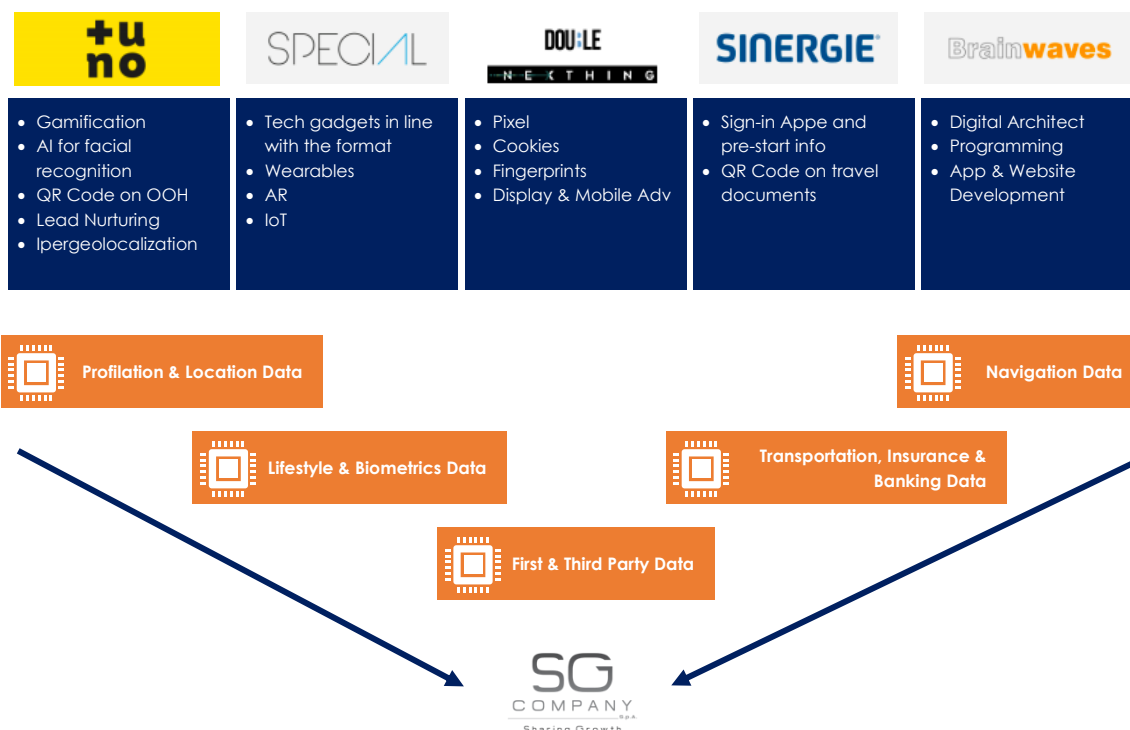 +u
no
SPECIAL
DOU:LE
NEXTHING
SINERGIE
Brainwaves
• Gamification
• AI for facial
recognition
• QR Code on OOH
• Lead Nurturing
• Ipergeolocalization
• Tech gadgets in line
with the format
• Wearables
• AR
• IoT
• Pixel
• Cookies
• Fingerprints
• Display & Mobile Adv
• Sign-in Appe and
pre-start info
• QR Code on travel
documents
• Digital Architect
• Programming
• App & Website
Development
Profilation & Location Data
Navigation Data
Lifestyle & Biometrics Data
Transportation, Insurance &
Banking Data
First & Third Party Data
SG
COMPANY
S.p.A.
Sharing Growth